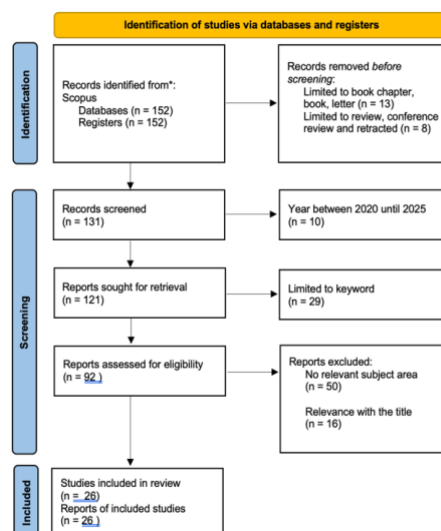 Identification of studies via databases and registers
Identification
Records identified from*:
Scopus
Databases (n = 152)
Registers (n = 152)
Records removed before
screening:
Limited to book chapter,
book, letter (n = 13)
Limited to review, conference
review and retracted (n = 8)
Screening
Records screened
(n = 131)
Year between 2020 until 2025
(n = 10)
Reports sought for retrieval
(n = 121)
Limited to keyword
(n = 29)
Reports assessed for eligibility
(n = 92 )
Reports excluded:
No relevant subject area
(n = 50)
Relevance with the title
(n = 16)
Included
Studies included in review
(n = 26)
Reports of included studies
(n = 26 )